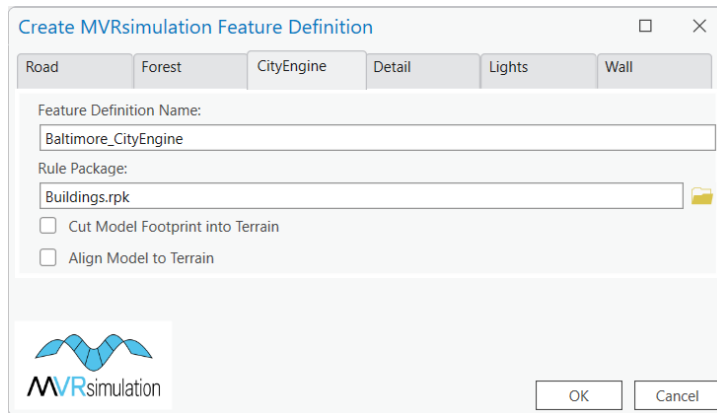 Create MVRsimulation Feature Definition
Road Forest CityEngine Detail Lights Wall
Feature Definition Name:
Baltimore_CityEngine
Rule Package:
Buildings.rpk
Cut Model Footprint into Terrain
Align Model to Terrain
MVRsimulation
OK Cancel